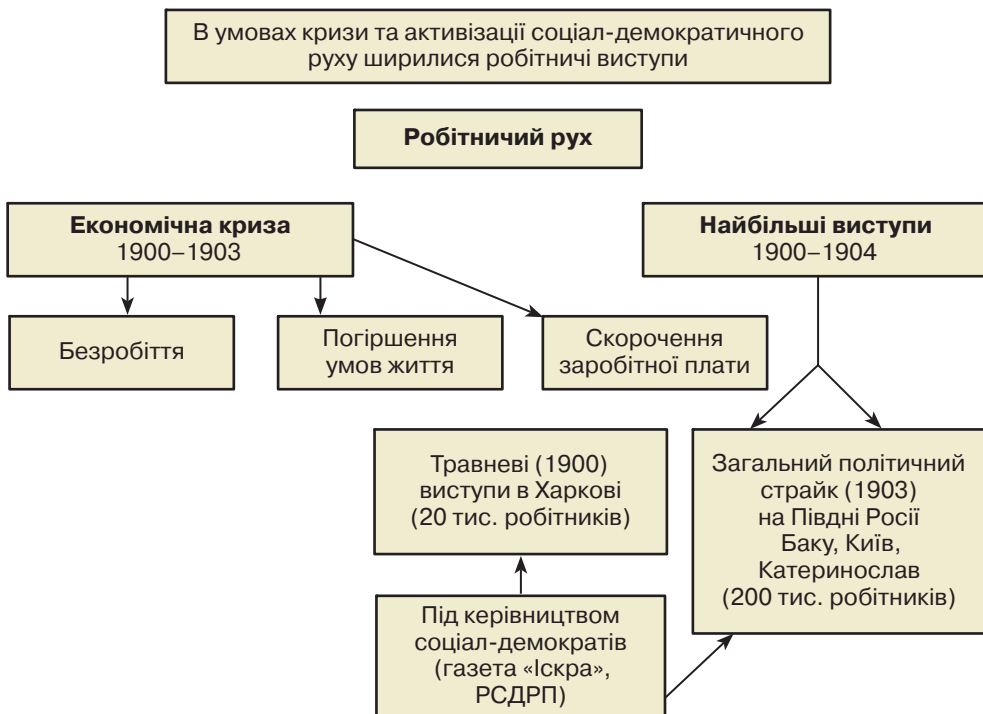 В умовах кризи та активізації соціал-демократичного
руху ширилися робітничі виступи
Робітничий рух
Економічна криза
1900–1903
Найбільші виступи
1900–1904
Безробіття
Погіршення
умов життя
Скорочення
заробітної плати
Травневі (1900)
виступи в Харкові
(20 тис. робітників)
Загальний політичний
страйк (1903)
на Півдні Росії
Баку, Київ,
Катеринослав
(200 тис. робітників)
Під керівництвом
соціал-демократів
(газета «Іскра»,
РСДРП)